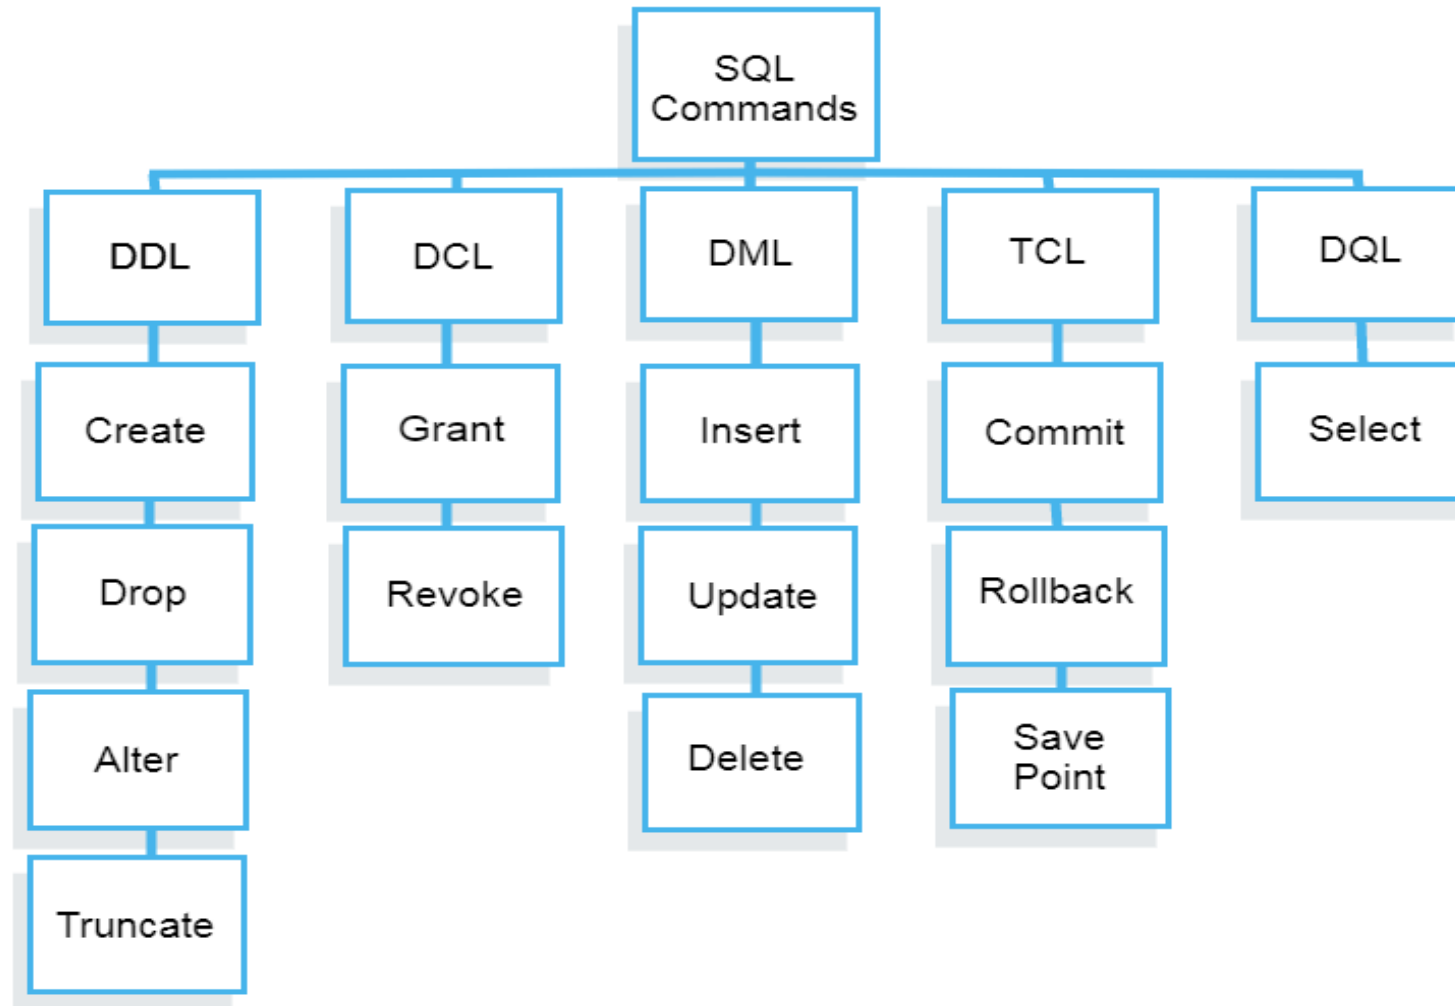 SQL
Commands
DDL
DCL
DML
TCL
DQL
Create
Grant
Insert
Commit
Select
Drop
Revoke
Update
Rollback
Alter
Delete
Save
Point
Truncate